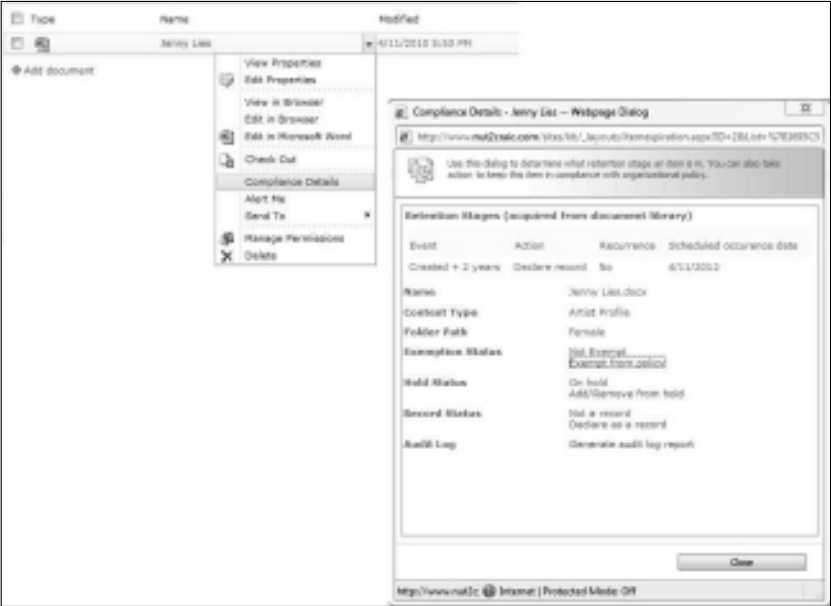 Type Name Modified
Jenny Lies 4/11/2010 5:53 PM
Add document
View Properties
Edit Properties
View in Browser
Edit in Browser
Edit in Microsoft Word
Check Out
Compliance Details
Alert Me
Send To
Manage Permissions
Delete
Compliance Details - Jenny Lies -- Webpage Dialog
Use this dialog to determine what retention stage an item is in. You can also take
action to keep this item in compliance with organizational policy.
Retention Stages (acquired from document library)
Event Action Recurrence Scheduled occurence date
Created + 2 years Declare record No 4/11/2012
Name Jenny Lies.docx
Content Type Artist Profile
Folder Path Female
Exemption Status Not Exempt
Exempt from policy
Hold Status On hold
Add/Remove from hold
Record Status Not a record
Declare as a record
Audit Log Generate audit log report
Close
Internet | Protected Mode: Off